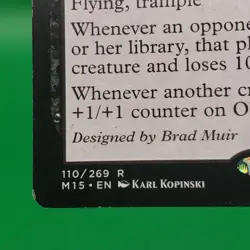 Flying, trample
Whenever an oppone
or her library, that pl
creature and loses 10
Whenever another cr
+1/+1 counter on O
Designed by Brad Muir
110/269 R
M15 • EN Karl Kopinski